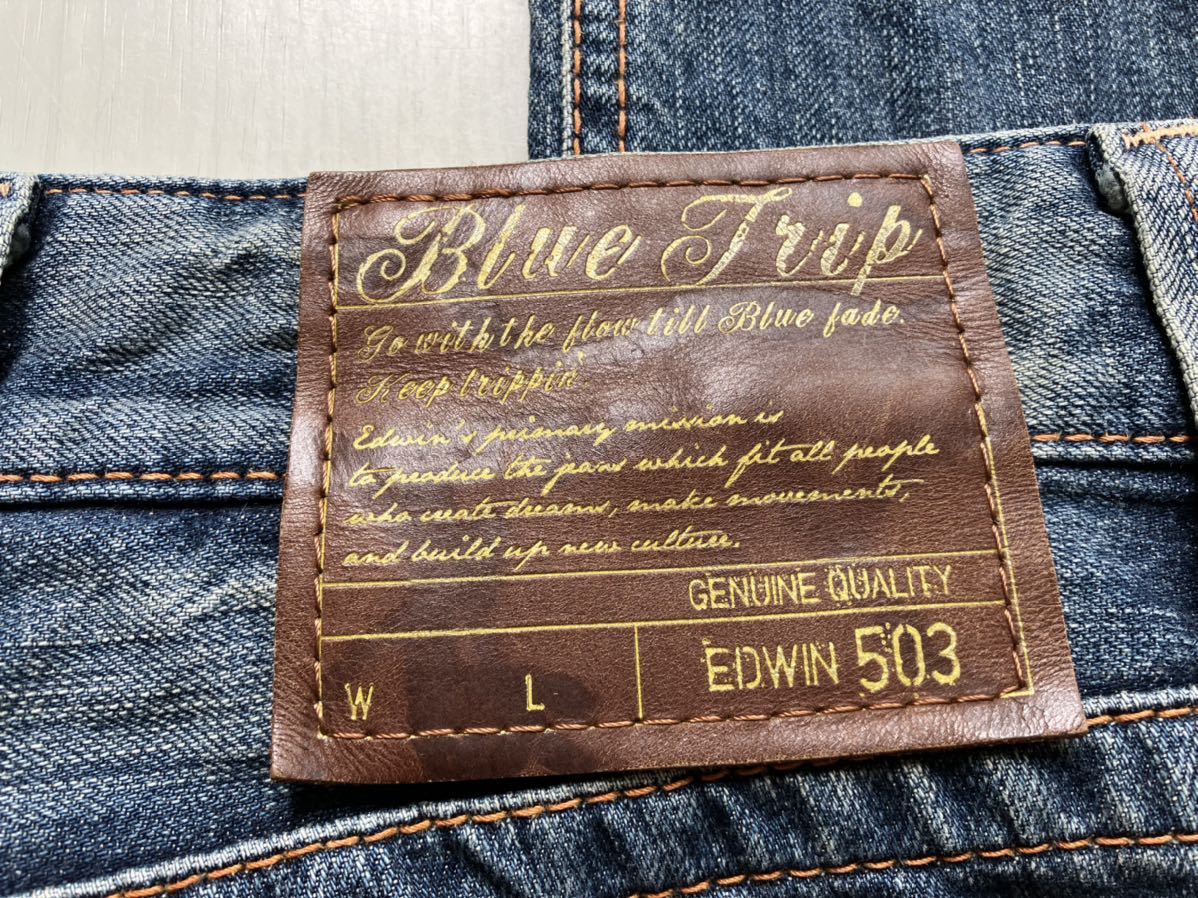 Blue Trip
Go with the flow till Blue fade.
Keep trippin'
Edwin's primary mission is
to produce the jeans which fit all people
who create dreams, make movements,
and build up new culture.
GENUINE QUALITY
W L EDWIN 503